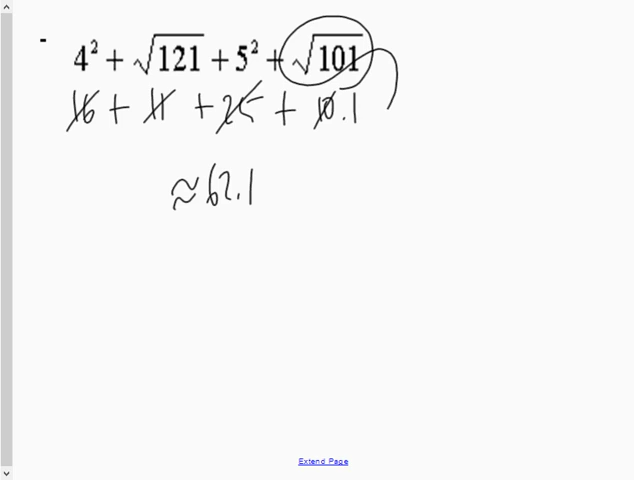 - 4² + √121 + 5² + √101
16 + 11 + 25 + 10.1
≈ 62.1
Extend Page